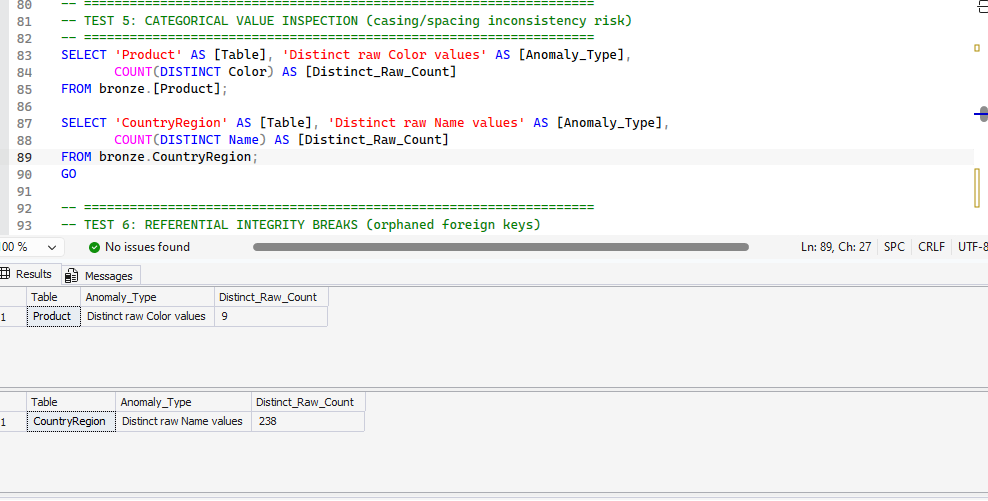 80 -- ====================================================================
81 -- TEST 5: CATEGORICAL VALUE INSPECTION (casing/spacing inconsistency risk)
82 -- ====================================================================
83 SELECT 'Product' AS [Table], 'Distinct raw Color values' AS [Anomaly_Type],
84 COUNT(DISTINCT Color) AS [Distinct_Raw_Count]
85 FROM bronze.[Product];
86
87 SELECT 'CountryRegion' AS [Table], 'Distinct raw Name values' AS [Anomaly_Type],
88 COUNT(DISTINCT Name) AS [Distinct_Raw_Count]
89 FROM bronze.CountryRegion;
90 GO
91
92 -- ====================================================================
93 -- TEST 6: REFERENTIAL INTEGRITY BREAKS (orphaned foreign keys)
00 % No issues found Ln: 89, Ch: 27 SPC CRLF UTF-8
Results Messages
Table Anomaly_Type Distinct_Raw_Count
1 Product Distinct raw Color values 9
Table Anomaly_Type Distinct_Raw_Count
1 CountryRegion Distinct raw Name values 238